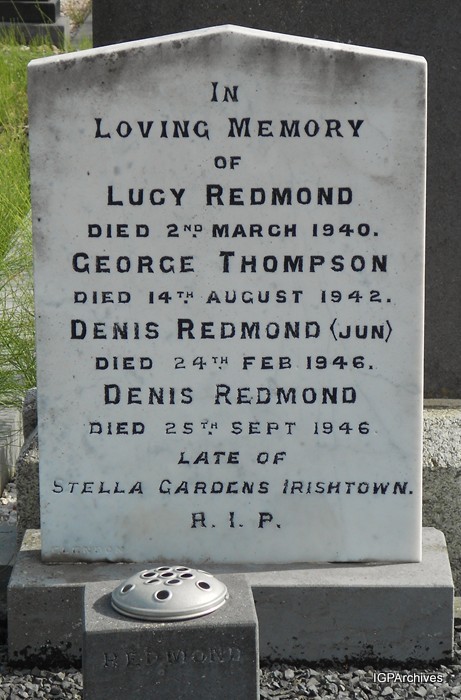 IN
LOVING MEMORY
OF
LUCY REDMOND
DIED 2ND MARCH 1940.
GEORGE THOMPSON
DIED 14TH AUGUST 1942.
DENIS REDMOND (JUN)
DIED 24TH FEB 1946.
DENIS REDMOND
DIED 25TH SEPT 1946
LATE OF
STELLA GARDENS IRISHTOWN.
R. I. P.
REDMOND
IGPArchives